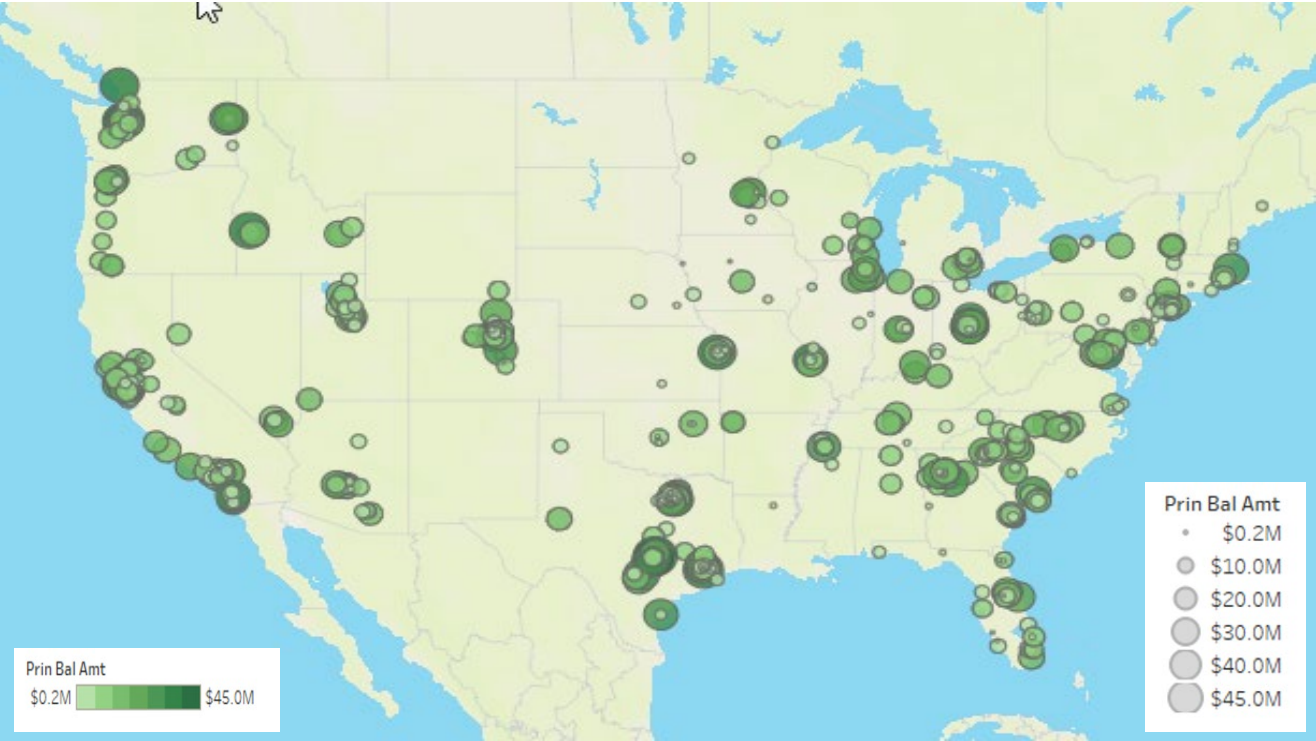 Prin Bal Amt
$0.2M
$10.0M
$20.0M
$30.0M
$40.0M
$45.0M
Prin Bal Amt
$0.2M $45.0M